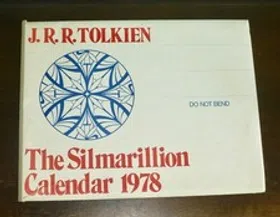 J.R.R.TOLKIEN
DO NOT BEND
The Silmarillion
Calendar 1978